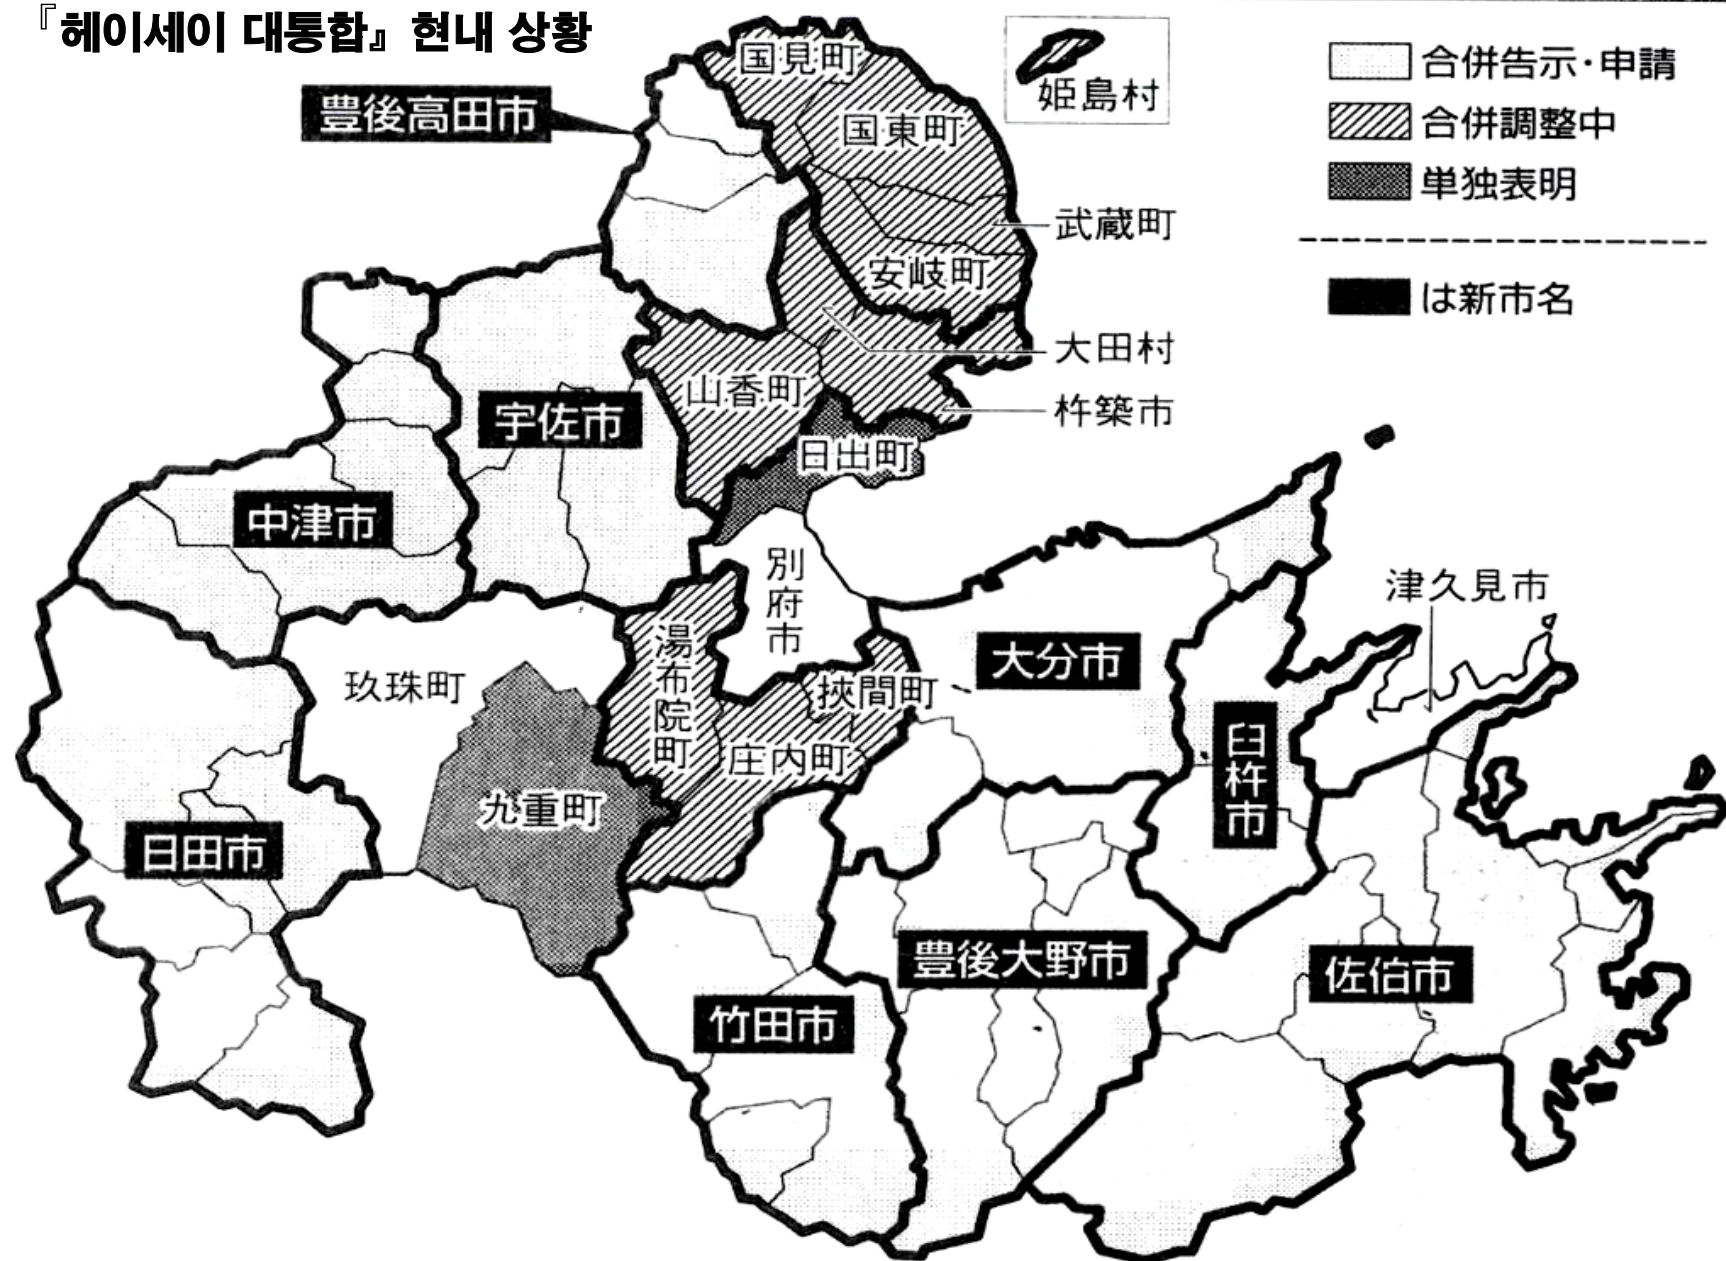 『헤이세이 대통합』 현내 상황
国見町
姫島村
合併告示・申請
豊後高田市
国東町
合併調整中
単独表明
武蔵町
安岐町
は新市名
大田村
山香町
杵築市
宇佐市
日出町
中津市
別府市
津久見市
湯布院町
大分市
玖珠町
挾間町
臼杵市
庄内町
九重町
日田市
豊後大野市
佐伯市
竹田市